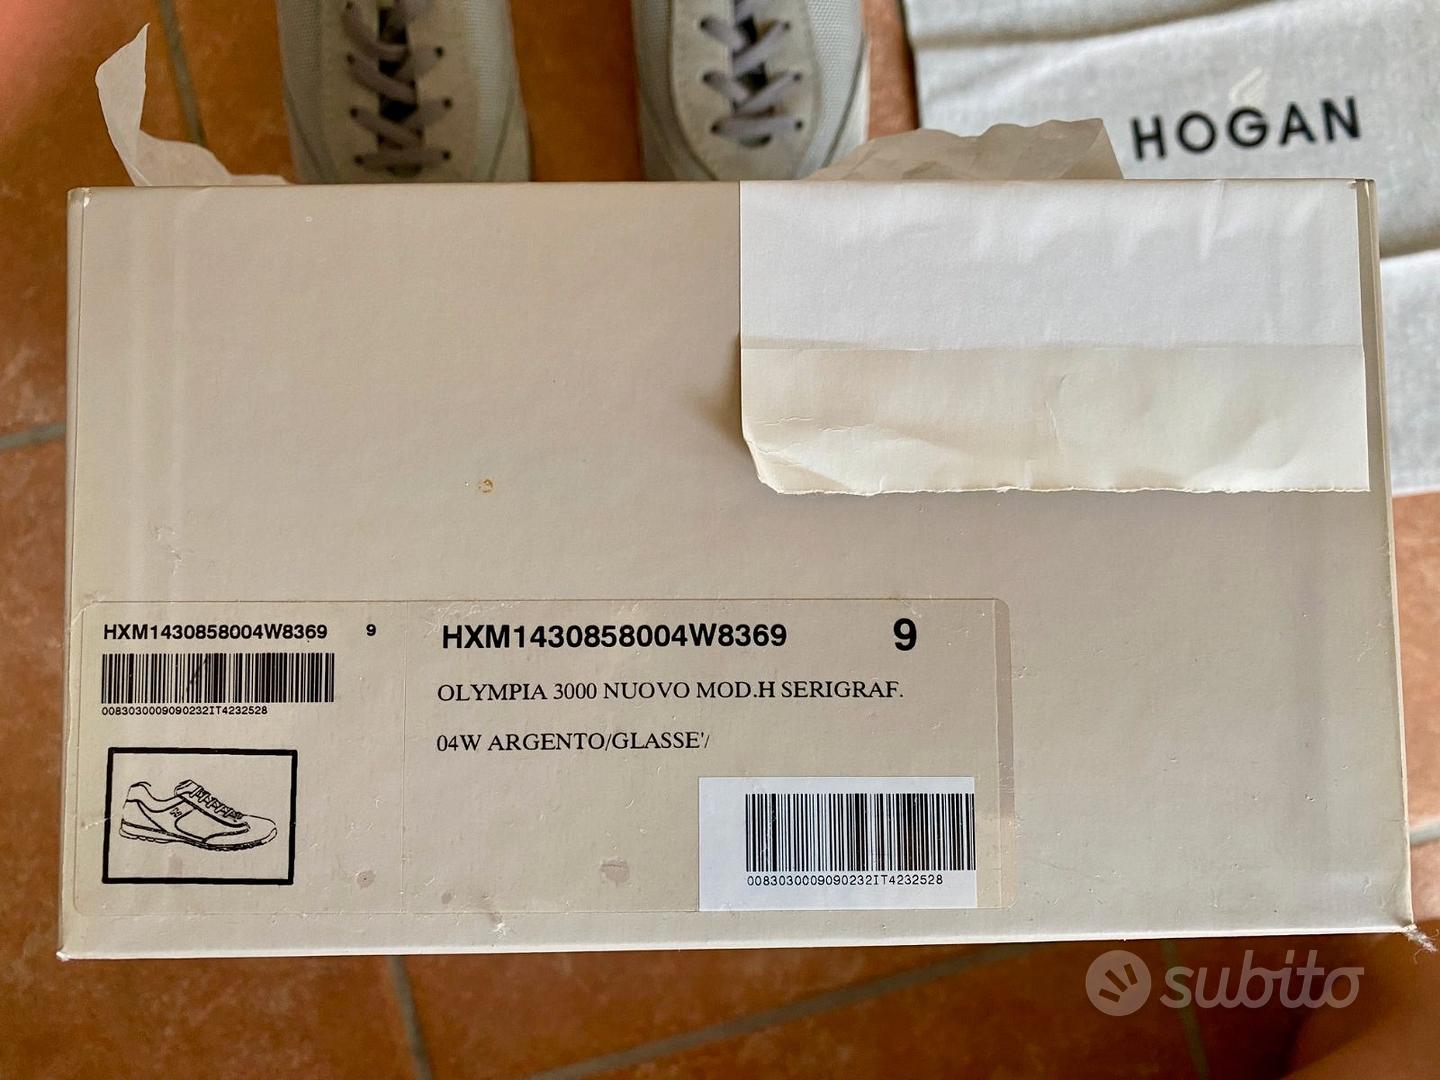 HOGAN
HXM1430858004W8369 9
0083030009090232IT4232528
HXM1430858004W8369 9
OLYMPIA 3000 NUOVO MOD.H SERIGRAF.
04W ARGENTO/GLASSE'/
0083030009090232IT4232528
subito